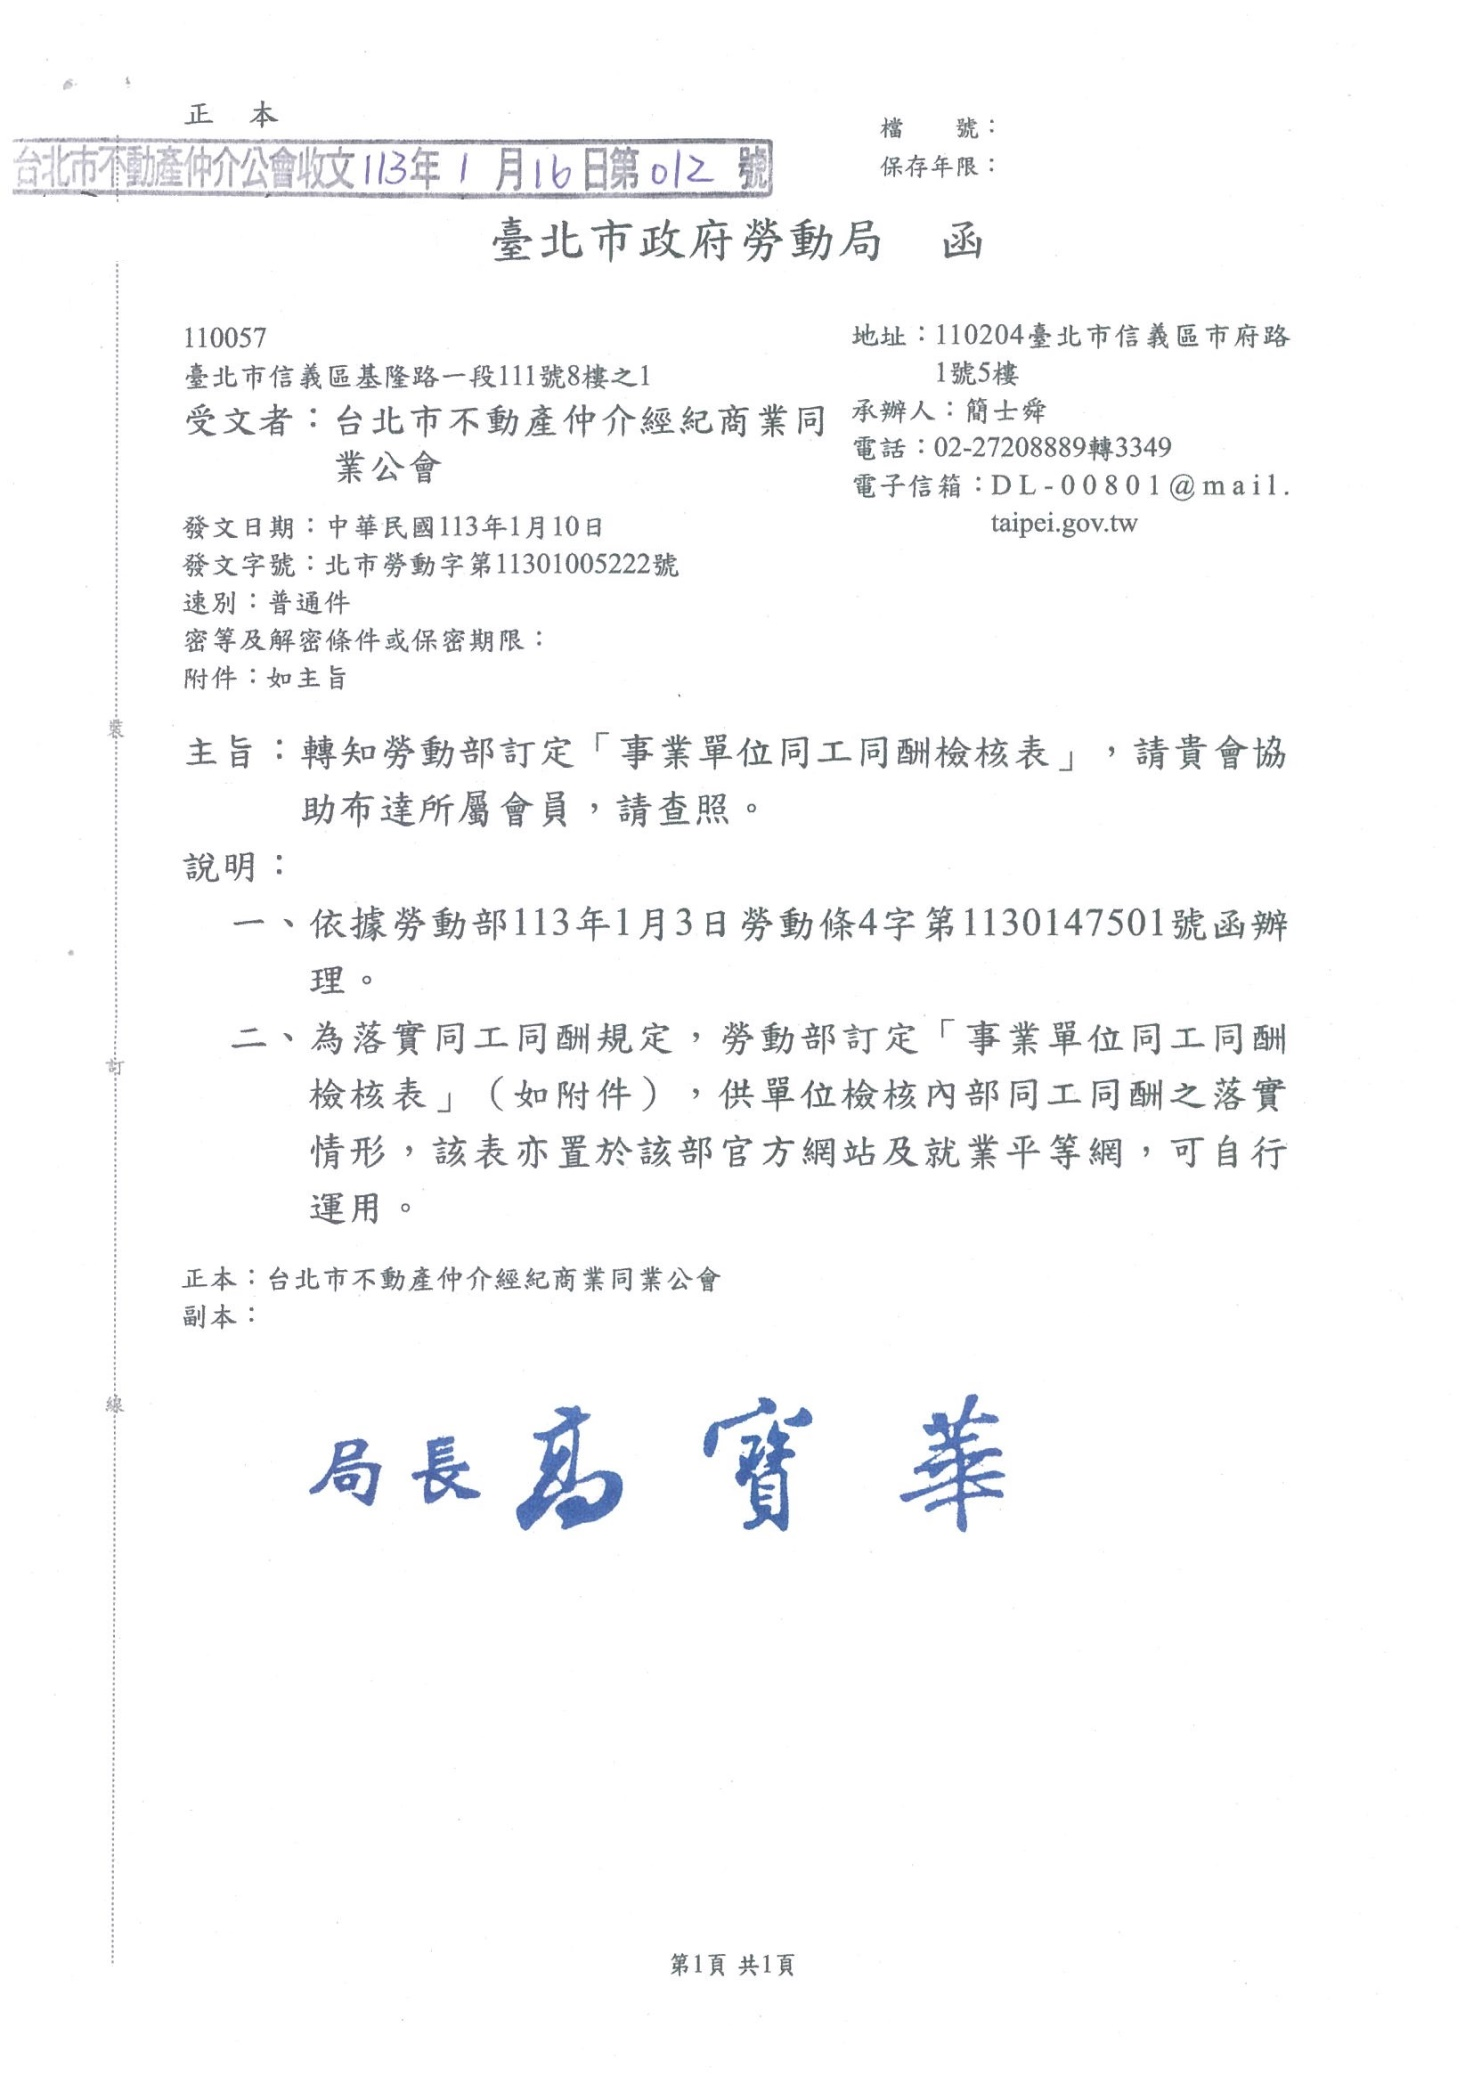 正　本
檔　　號：
保存年限：
台北市不動產仲介公會收文113年1月16日第012號
臺北市政府勞動局　函
110057
臺北市信義區基隆路一段111號8樓之1
受文者：台北市不動產仲介經紀商業同
業公會
地址：110204臺北市信義區市府路
1號5樓
承辦人：簡士舜
電話：02-27208889轉3349
電子信箱：DL-00801@mail.
taipei.gov.tw
發文日期：中華民國113年1月10日
發文字號：北市勞動字第11301005222號
速別：普通件
密等及解密條件或保密期限：
附件：如主旨
主旨：轉知勞動部訂定「事業單位同工同酬檢核表」，請貴會協
助布達所屬會員，請查照。
說明：
一、依據勞動部113年1月3日勞動條4字第1130147501號函辦
理。
二、為落實同工同酬規定，勞動部訂定「事業單位同工同酬
檢核表」（如附件），供單位檢核內部同工同酬之落實
情形，該表亦置於該部官方網站及就業平等網，可自行
運用。
正本：台北市不動產仲介經紀商業同業公會
副本：
局長高寶華
裝
訂
線
第1頁 共1頁